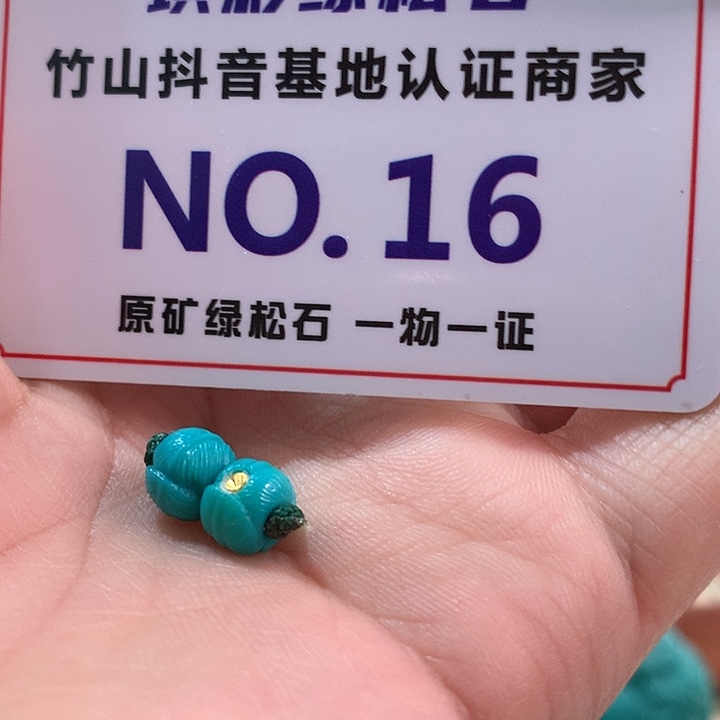 竹山抖音基地认证商家
NO.16
原矿绿松石 一物一证